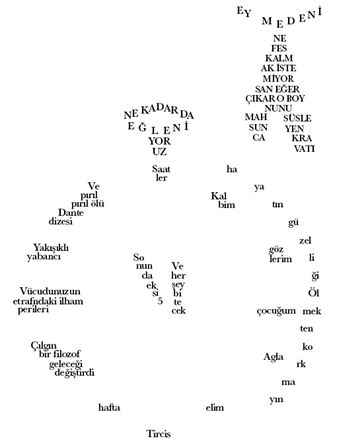 EY MEDENİ
NE
FES
KALM
AK İSTE
MİYOR
SAN EĞER
ÇIKAR O BOY
NUNU
MAH SÜSLE
SUN YEN
CA KRA
VATI
NE KADAR DA
EĞLENİ
YOR
UZ
Saat
ler
ha
ya
tın
gü
zel
li
ği
Öl
mek
ten
ko
rk
ma
yın
Kal
bim
göz
lerim
çocuğum
Agla
Ve
pırıl
pırıl ölü
Dante
dizesi
Yakışıklı
yabancı
Vücudunuzun
etrafındaki ilham
perileri
Çılgın
bir filozof
geleceği
değiştirdi
So
nun
da
ek
si
5
Ve
her
sey
bi
te
cek
hafta
elim
Tircis